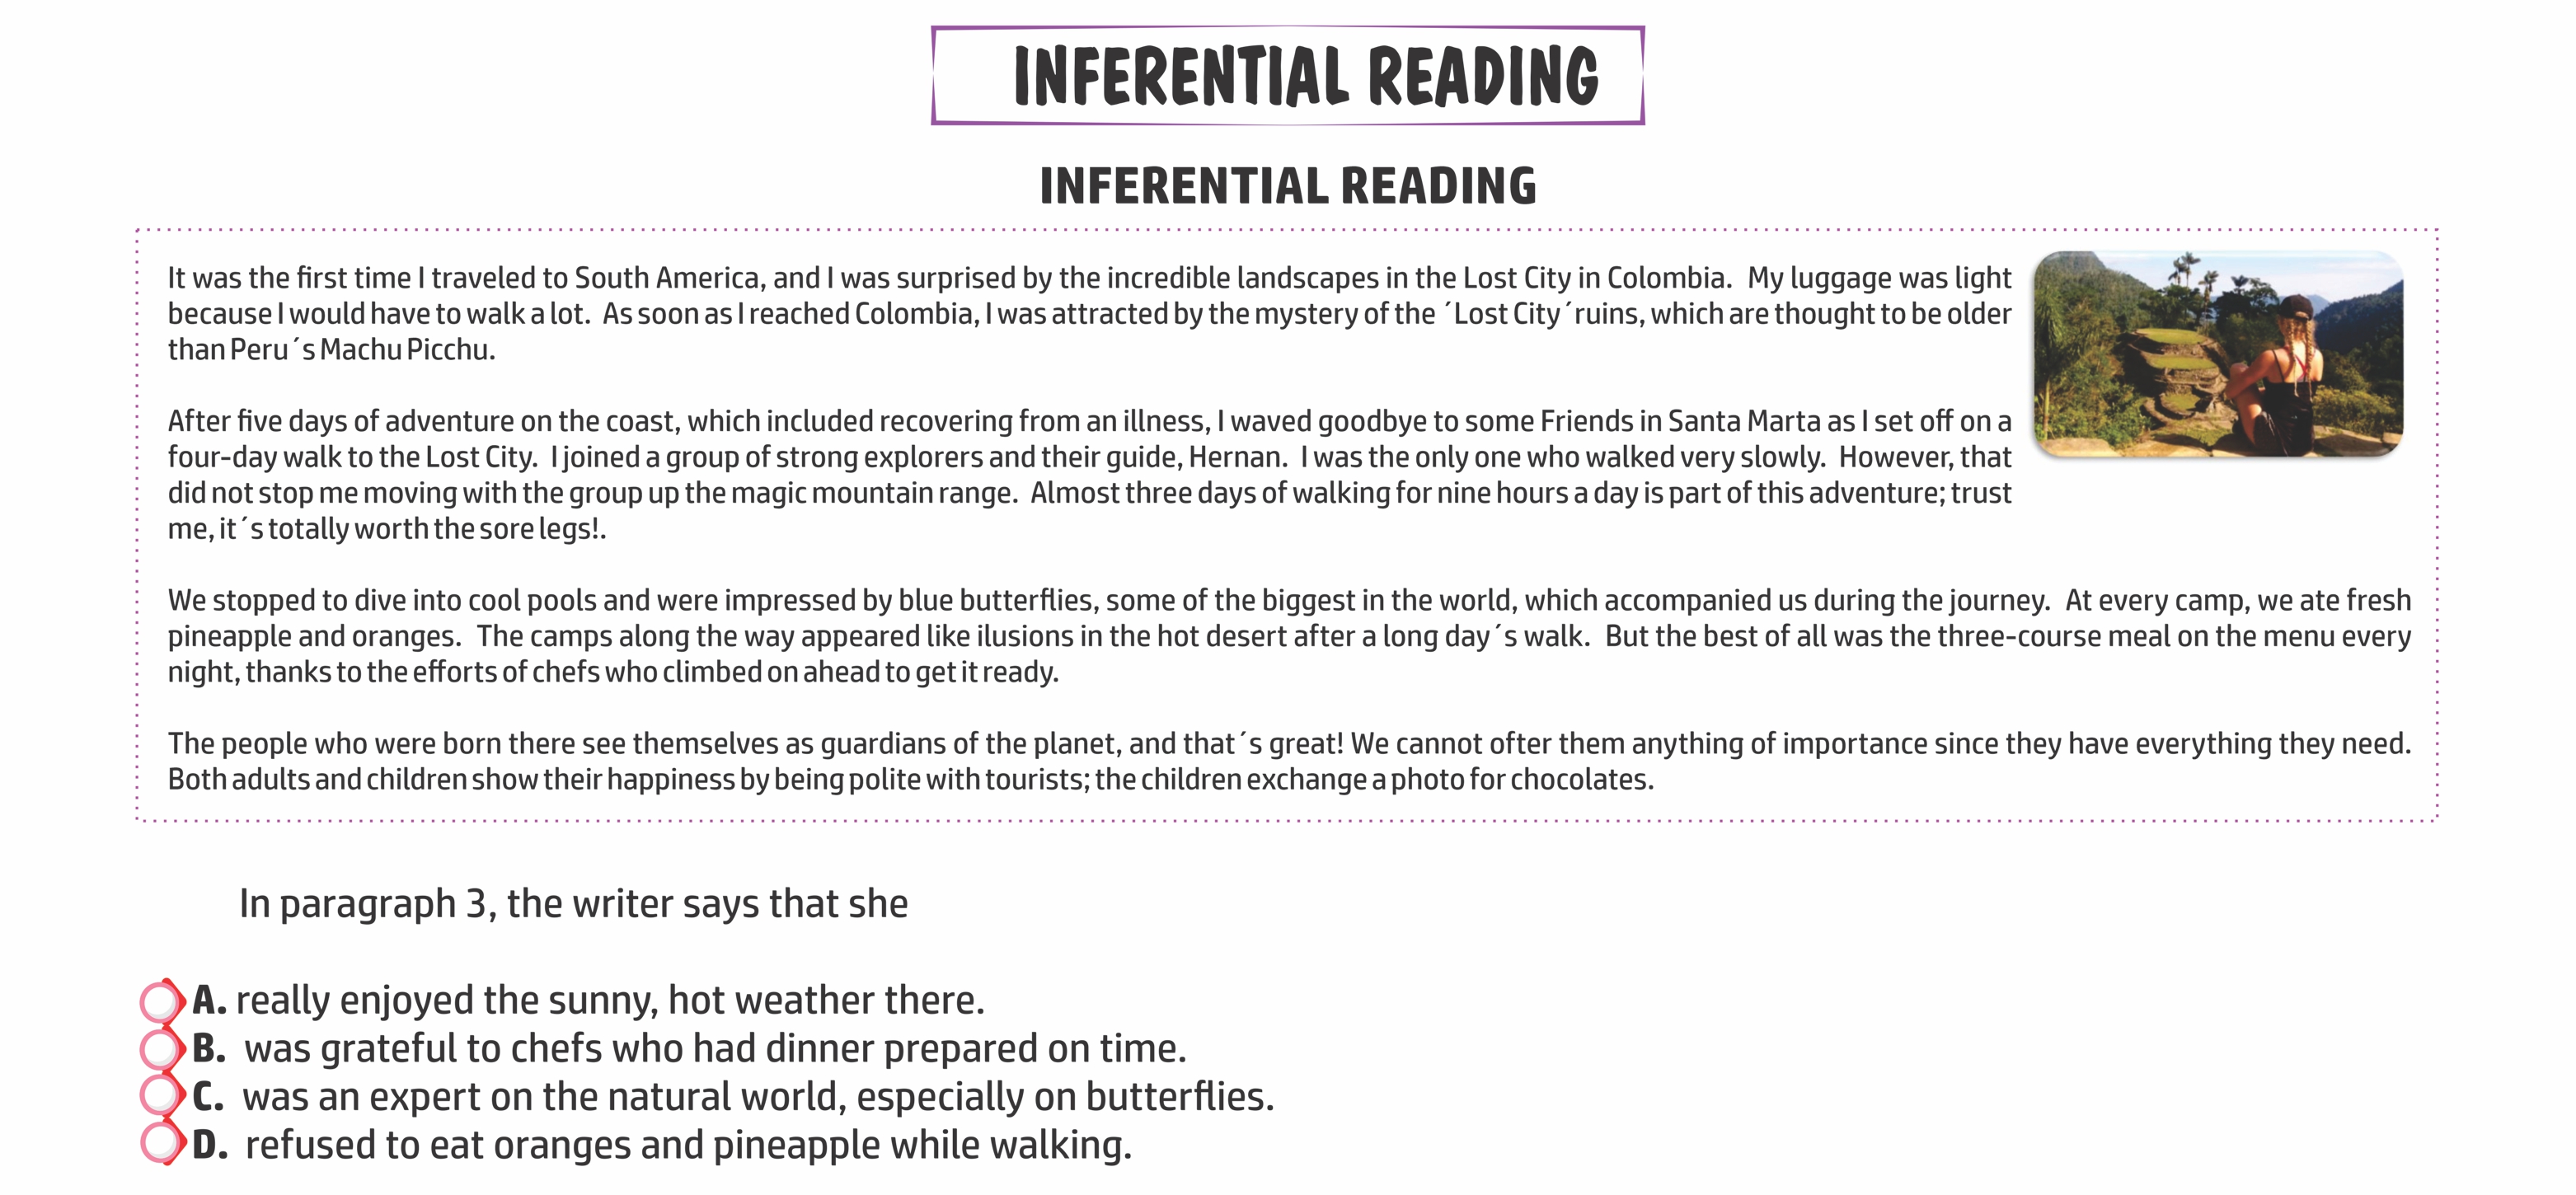 INFERENTIAL READING
INFERENTIAL READING
It was the first time I traveled to South America, and I was surprised by the incredible landscapes in the Lost City in Colombia. My luggage was light
because I would have to walk a lot. As soon as I reached Colombia, I was attracted by the mystery of the ´Lost City´ruins, which are thought to be older
than Peru´s Machu Picchu.
After five days of adventure on the coast, which included recovering from an illness, I waved goodbye to some Friends in Santa Marta as I set off on a
four-day walk to the Lost City. I joined a group of strong explorers and their guide, Hernan. I was the only one who walked very slowly. However, that
did not stop me moving with the group up the magic mountain range. Almost three days of walking for nine hours a day is part of this adventure; trust
me, it´s totally worth the sore legs!.
We stopped to dive into cool pools and were impressed by blue butterflies, some of the biggest in the world, which accompanied us during the journey. At every camp, we ate fresh
pineapple and oranges. The camps along the way appeared like ilusions in the hot desert after a long day´s walk. But the best of all was the three-course meal on the menu every
night, thanks to the efforts of chefs who climbed on ahead to get it ready.
The people who were born there see themselves as guardians of the planet, and that´s great! We cannot ofter them anything of importance since they have everything they need.
Both adults and children show their happiness by being polite with tourists; the children exchange a photo for chocolates.
In paragraph 3, the writer says that she
A. really enjoyed the sunny, hot weather there.
B. was grateful to chefs who had dinner prepared on time.
C. was an expert on the natural world, especially on butterflies.
D. refused to eat oranges and pineapple while walking.